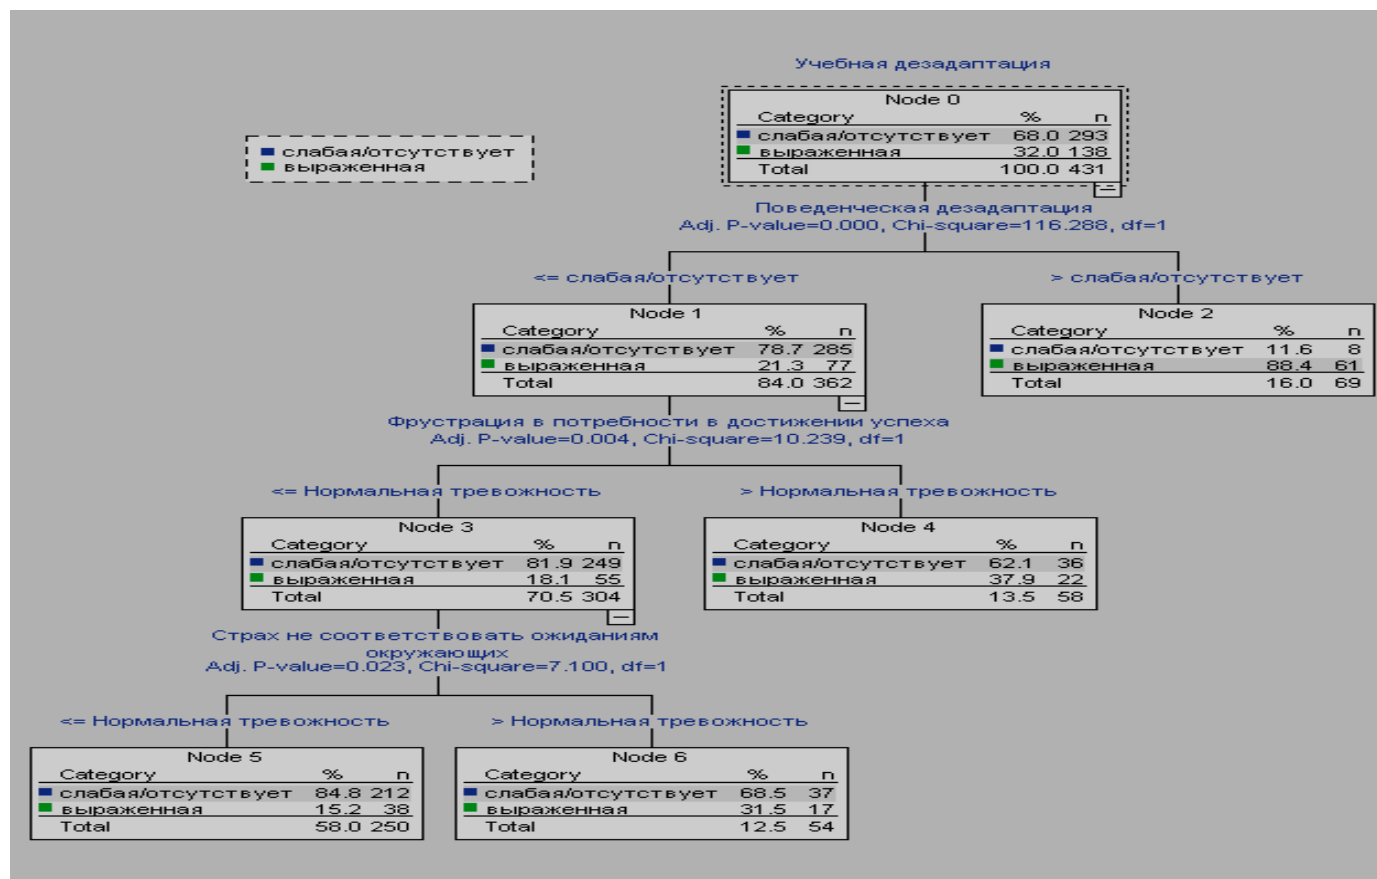 Учебная дезадаптация
Node 0
Category % n
слабая/отсутствует 68.0 293
выраженная 32.0 138
Total 100.0 431
слабая/отсутствует
выраженная
Поведенческая дезадаптация
Adj. P-value=0.000, Chi-square=116.288, df=1
<= слабая/отсутствует
> слабая/отсутствует
Node 1
Category % n
слабая/отсутствует 78.7 285
выраженная 21.3 77
Total 84.0 362
Node 2
Category % n
слабая/отсутствует 11.6 8
выраженная 88.4 61
Total 16.0 69
Фрустрация в потребности в достижении успеха
Adj. P-value=0.004, Chi-square=10.239, df=1
<= Нормальная тревожность
> Нормальная тревожность
Node 3
Category % n
слабая/отсутствует 81.9 249
выраженная 18.1 55
Total 70.5 304
Node 4
Category % n
слабая/отсутствует 62.1 36
выраженная 37.9 22
Total 13.5 58
Страх не соответствовать ожиданиям
окружающих
Adj. P-value=0.023, Chi-square=7.100, df=1
<= Нормальная тревожность
> Нормальная тревожность
Node 5
Category % n
слабая/отсутствует 84.8 212
выраженная 15.2 38
Total 58.0 250
Node 6
Category % n
слабая/отсутствует 68.5 37
выраженная 31.5 17
Total 12.5 54